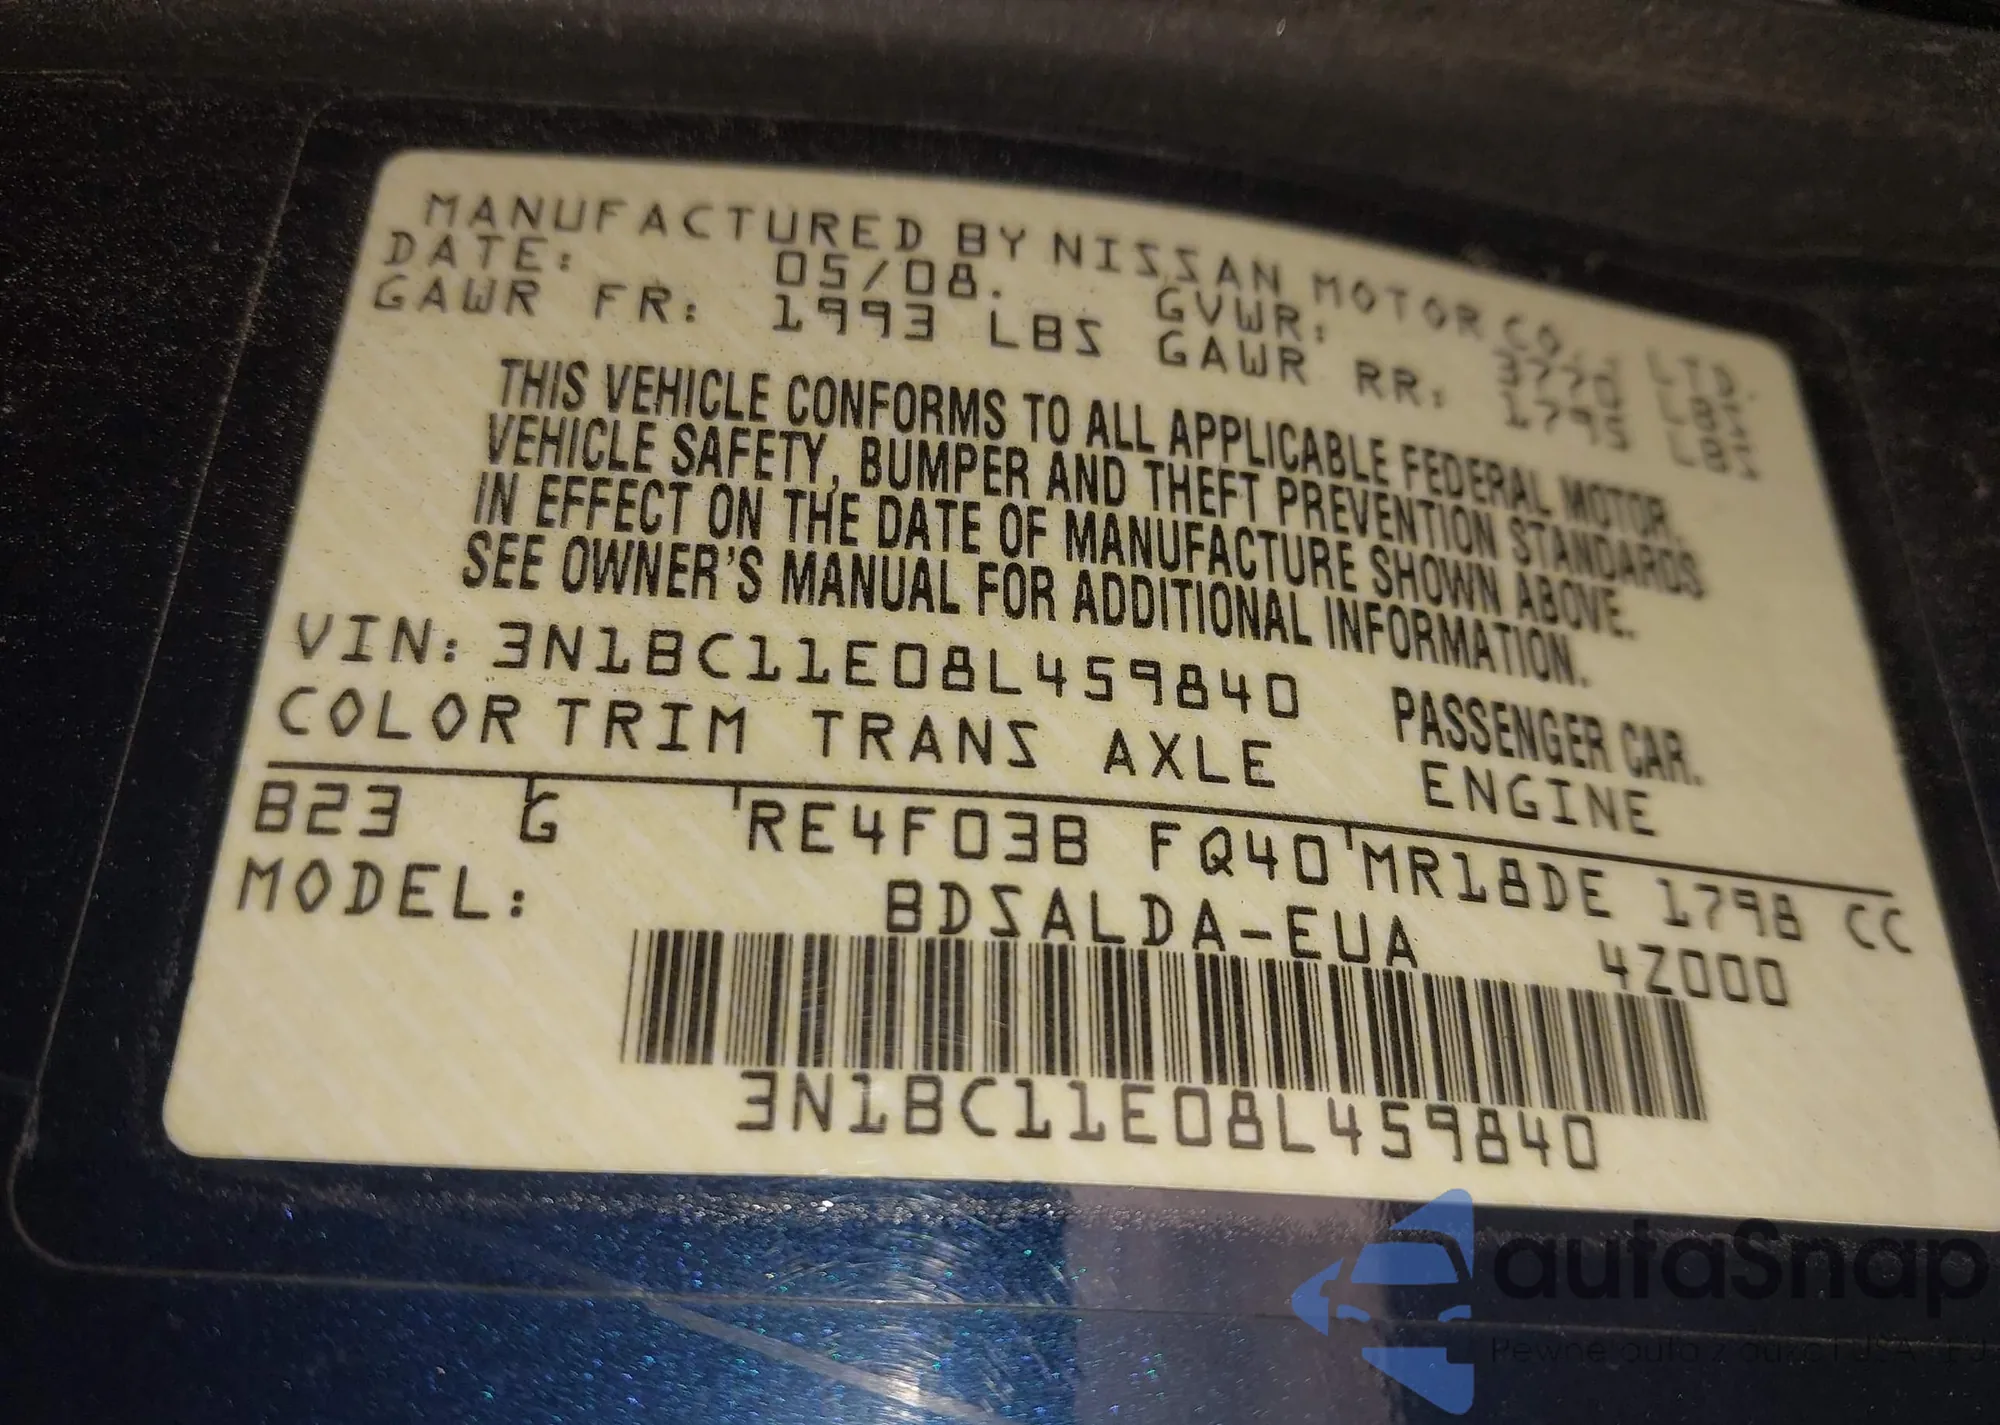 MANUFACTURED BY NISSAN MOTOR CO., LTD.
DATE: 05/08. GVWR: 3770 LBS
GAWR FR: 1993 LBS GAWR RR: 1795 LBS
THIS VEHICLE CONFORMS TO ALL APPLICABLE FEDERAL MOTOR
VEHICLE SAFETY, BUMPER AND THEFT PREVENTION STANDARDS
IN EFFECT ON THE DATE OF MANUFACTURE SHOWN ABOVE.
SEE OWNER'S MANUAL FOR ADDITIONAL INFORMATION.
VIN: 3N1BC11E08L459840 PASSENGER CAR.
COLOR TRIM TRANS AXLE ENGINE
B23 G RE4F03B FQ40 MR18DE 1798 CC
MODEL: BDSALDA-EUA 4Z000
3N1BC11E08L459840
autaSnap
Pewne auta z